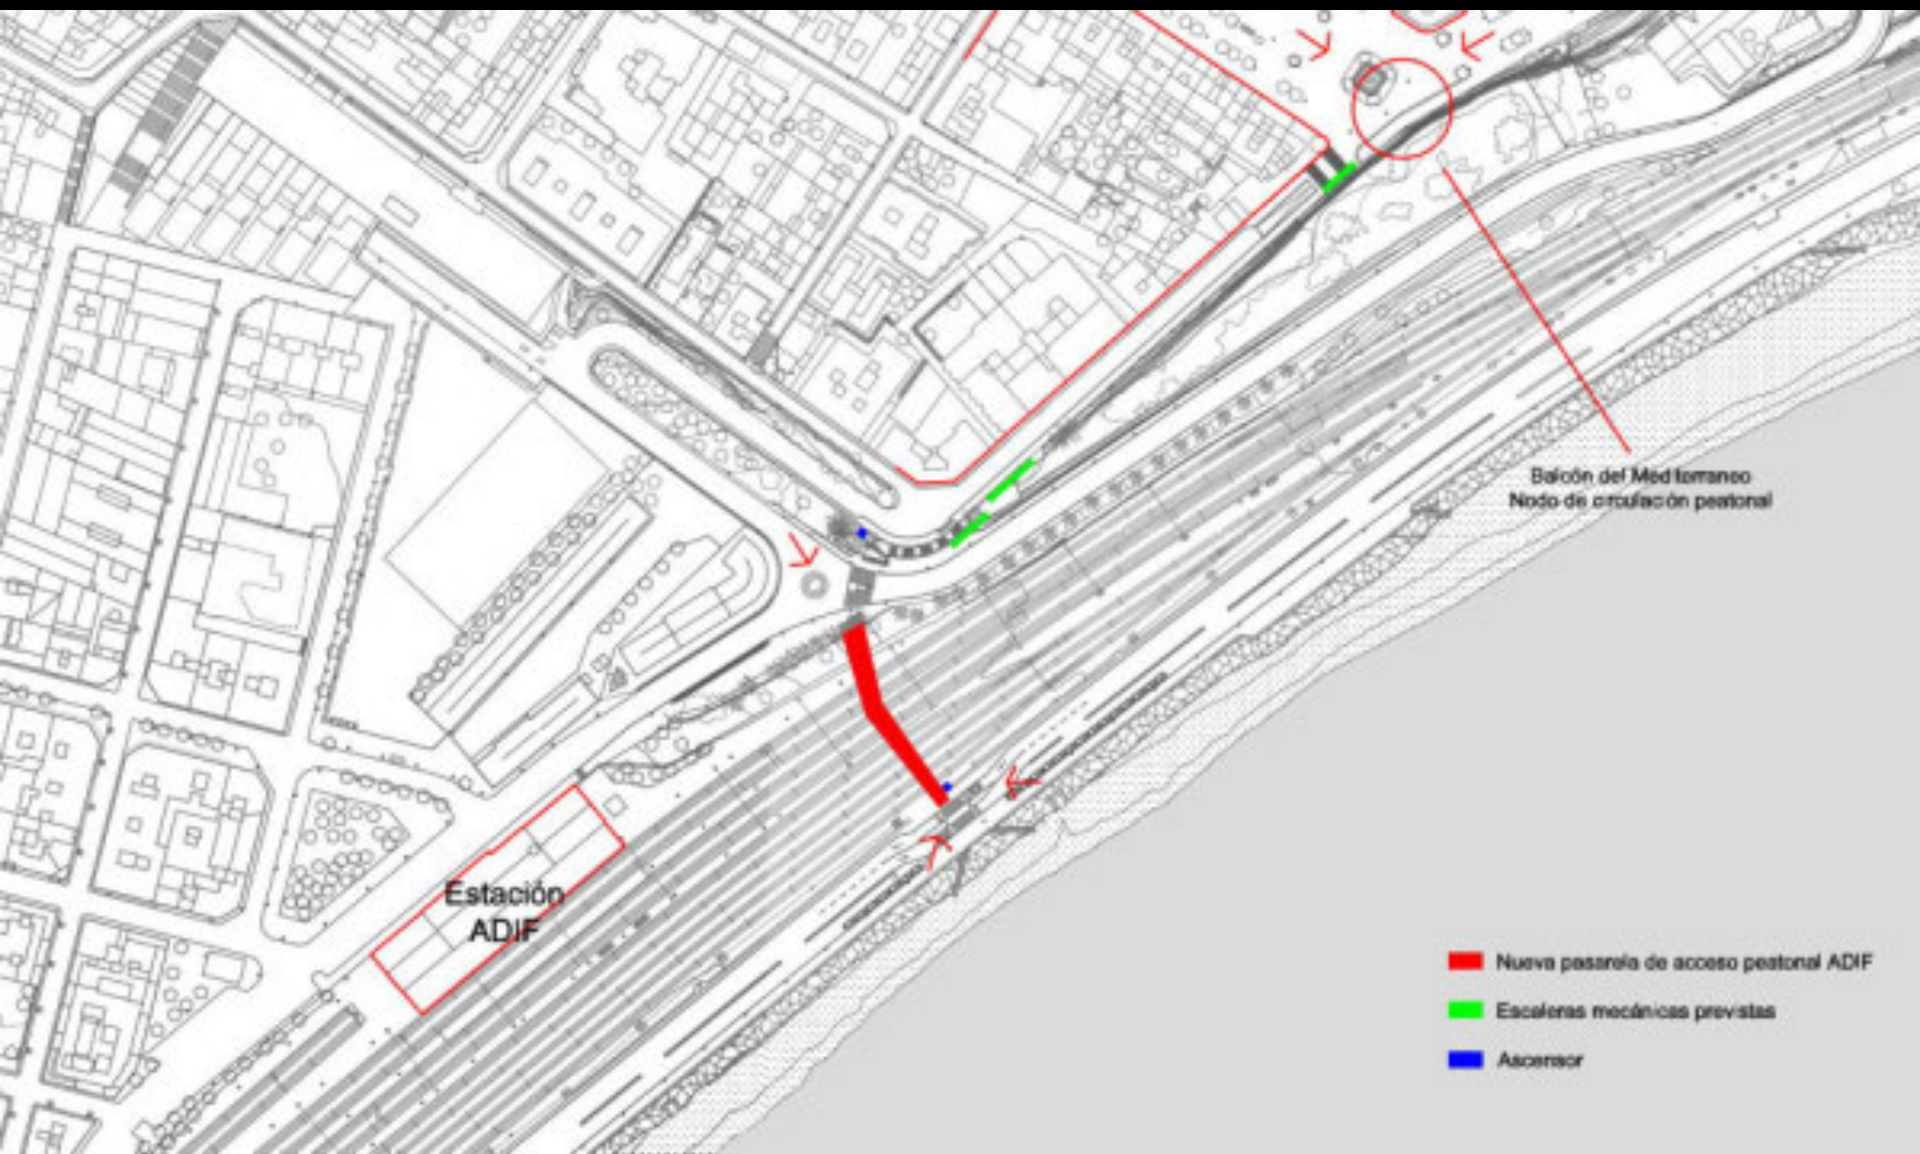 Balcón del Mediterraneo
Nodo de circulación peatonal
Estación
ADIF
Nueva pasarela de acceso peatonal ADIF
Escaleras mecánicas previstas
Ascensor